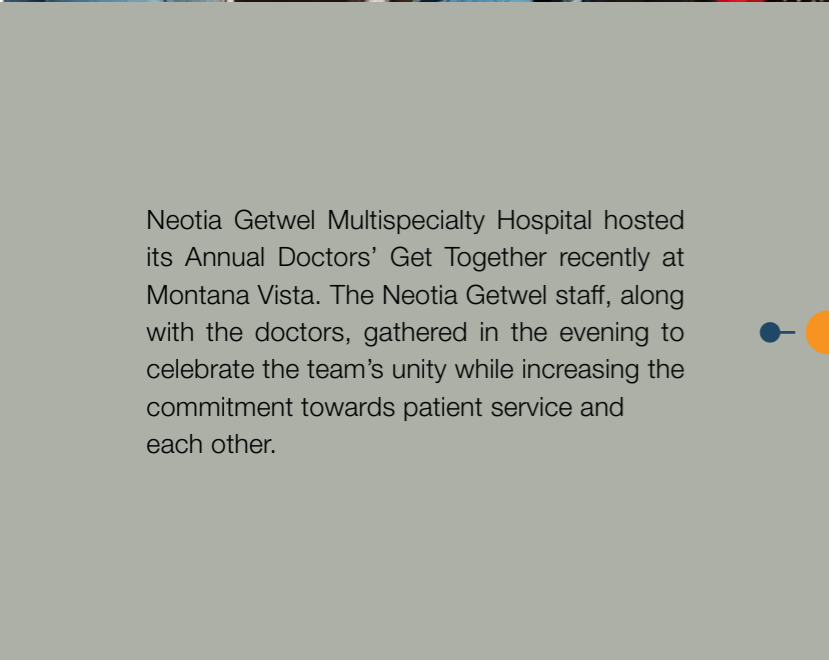 Neotia Getwel Multispecialty Hospital hosted
its Annual Doctors’ Get Together recently at
Montana Vista. The Neotia Getwel staff, along
with the doctors, gathered in the evening to
celebrate the team’s unity while increasing the
commitment towards patient service and
each other.